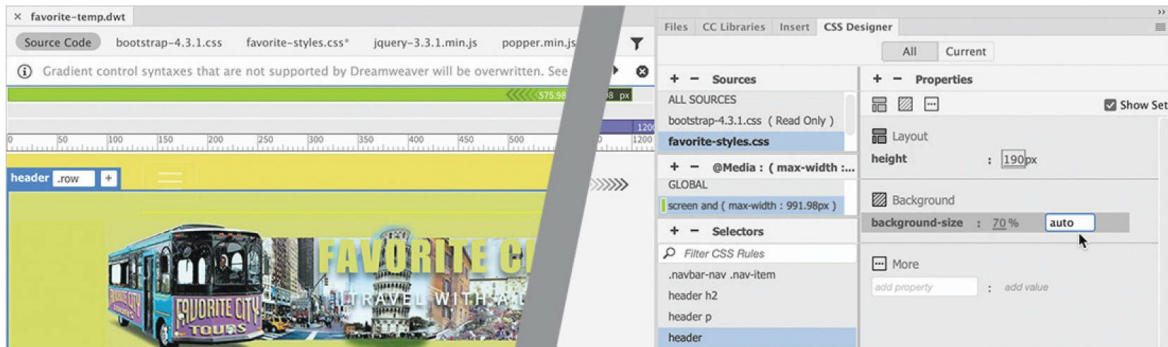 × favorite-temp.dwt
Source Code bootstrap-4.3.1.css favorite-styles.css* jquery-3.3.1.min.js popper.min.js
Gradient control syntaxes that are not supported by Dreamweaver will be overwritten. See
575.98 px
1200
0 50 100 150 200 250 300 350 400 450 500 1200
header .row +
FAVORITE CI
TRAVEL WITH A
FAVORITE CITY
TOURS
Files CC Libraries Insert CSS Designer
All Current
+ − Sources
ALL SOURCES
bootstrap-4.3.1.css ( Read Only )
favorite-styles.css
+ − @Media : ( max-width :...
GLOBAL
screen and ( max-width : 991.98px )
+ − Selectors
Filter CSS Rules
.navbar-nav .nav-item
header h2
header p
header
+ − Properties
Show Set
Layout
height : 190px
Background
background-size : 70 % auto
More
add property : add value